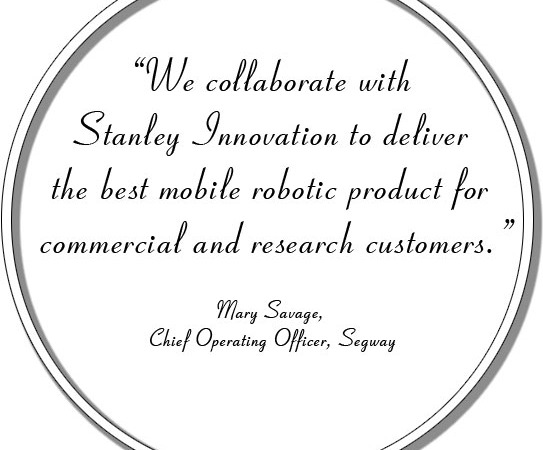 “We collaborate with
Stanley Innovation to deliver
the best mobile robotic product for
commercial and research customers.”
Mary Savage,
Chief Operating Officer, Segway